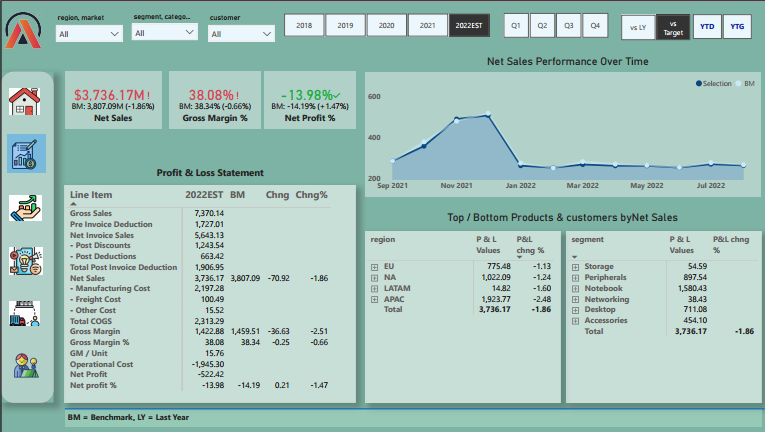 region, market
segment, catego...
customer
All
All
All
2018
2019
2020
2021
2022EST
Q1
Q2
Q3
Q4
vs LY
vs Target
YTD
YTG
$3,736.17M!
BM: 3,807.09M (-1.86%)
Net Sales
38.08%!
BM: 38.34% (-0.66%)
Gross Margin %
-13.98%✓
BM: -14.19% (+1.47%)
Net Profit %
Net Sales Performance Over Time
Selection BM
600
400
200
Sep 2021 Nov 2021 Jan 2022 Mar 2022 May 2022 Jul 2022
Profit & Loss Statement
Line Item 2022EST BM Chng Chng%
Gross Sales 7,370.14
Pre Invoice Deduction 1,727.01
Net Invoice Sales 5,643.13
- Post Discounts 1,243.54
- Post Deductions 663.42
Total Post Invoice Deduction 1,906.95
Net Sales 3,736.17 3,807.09 -70.92 -1.86
- Manufacturing Cost 2,197.28
- Freight Cost 100.49
- Other Cost 15.52
Total COGS 2,313.29
Gross Margin 1,422.88 1,459.51 -36.63 -2.51
Gross Margin % 38.08 38.34 -0.25 -0.66
GM / Unit 15.76
Operational Cost -1,945.30
Net Profit -522.42
Net profit % -13.98 -14.19 0.21 -1.47
Top / Bottom Products & customers byNet Sales
region P & L Values P&L chng %
EU 775.48 -1.13
NA 1,022.09 -1.24
LATAM 14.82 -1.60
APAC 1,923.77 -2.48
Total 3,736.17 -1.86
segment P & L Values P&L chng %
Storage 54.59
Peripherals 897.54
Notebook 1,580.43
Networking 38.43
Desktop 711.08
Accessories 454.10
Total 3,736.17 -1.86
BM = Benchmark, LY = Last Year